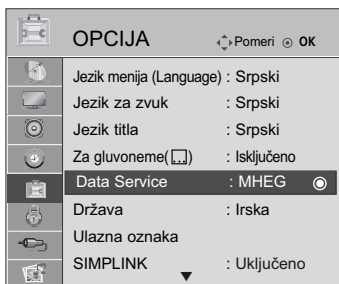 OPCIJA Pomeri OK
Jezik menija (Language) : Srpski
Jezik za zvuk : Srpski
Jezik titla : Srpski
Za gluvoneme(...) : Isključeno
Data Service : MHEG
Država : Irska
Ulazna oznaka
SIMPLINK : Uključeno